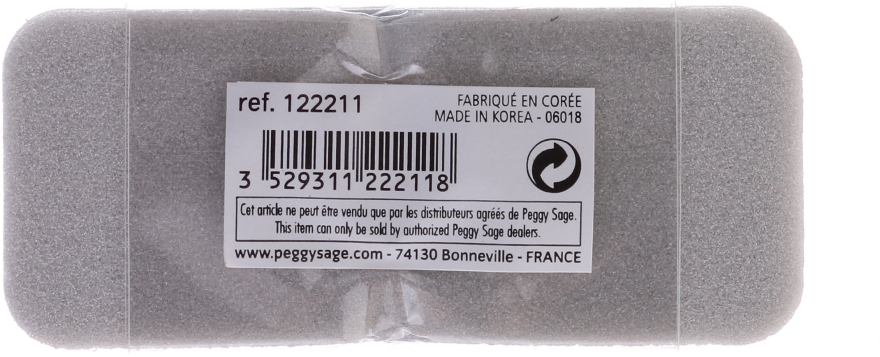 ref. 122211
FABRIQUÉ EN CORÉE
MADE IN KOREA - 06018
3 529311 222118
Cet article ne peut être vendu que par les distributeurs agréés de Peggy Sage.
This item can only be sold by authorized Peggy Sage dealers.
www.peggysage.com - 74130 Bonneville - FRANCE